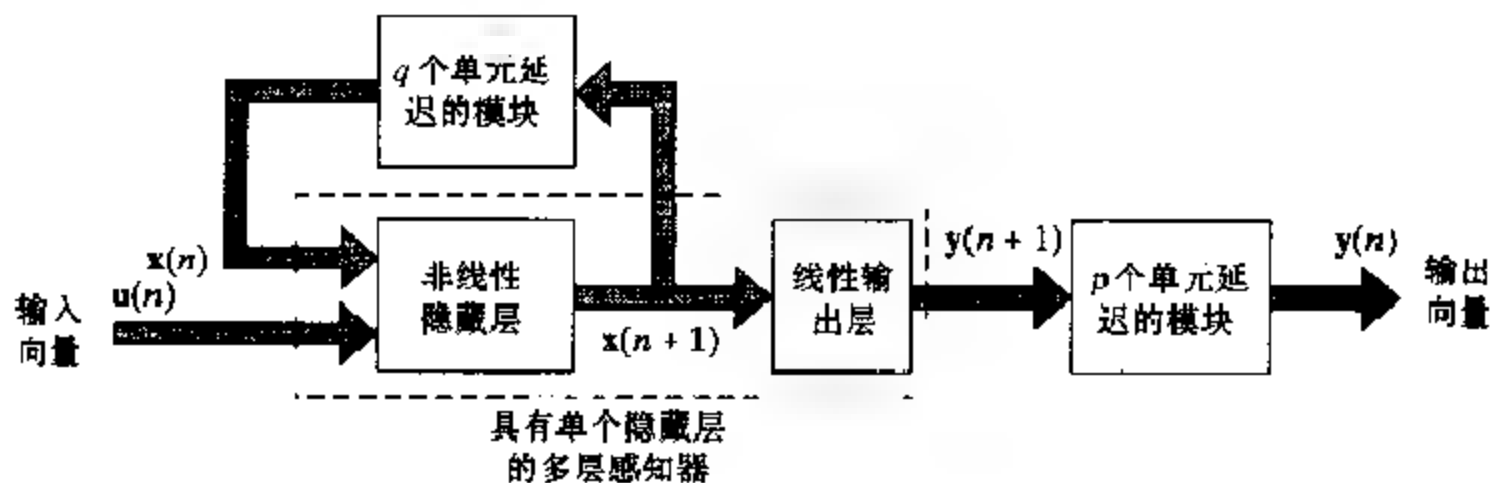 q 个单元延
迟的模块
x(n)
u(n)
输入
向量
非线性
隐藏层
x(n + 1)
线性输
出层
y(n + 1)
p 个单元延
迟的模块
y(n)
输出
向量
具有单个隐藏层
的多层感知器